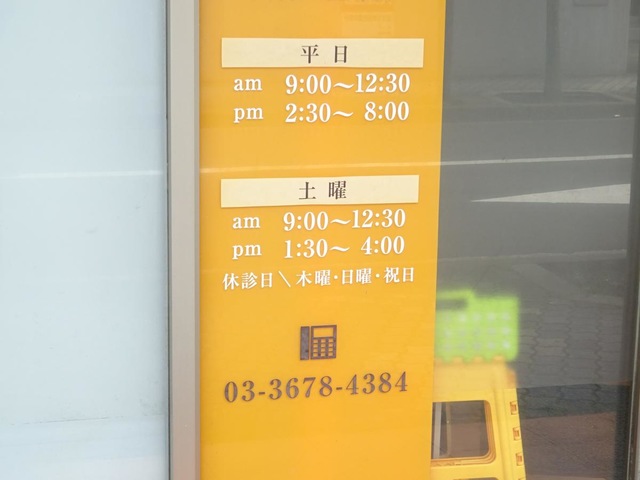 平日
am 9:00〜12:30
pm 2:30〜 8:00
土曜
am 9:00〜12:30
pm 1:30〜 4:00
休診日\木曜・日曜・祝日
03-3678-4384